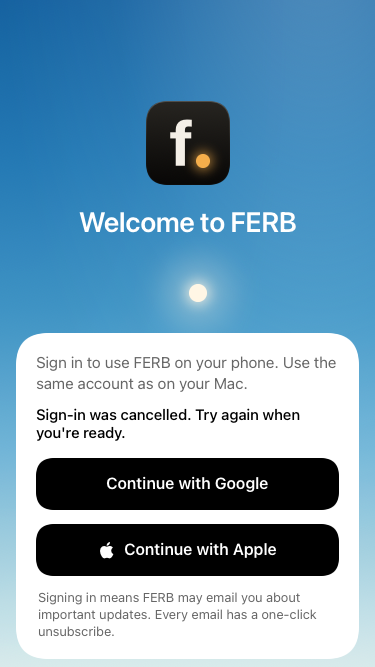 f.
Welcome to FERB
Sign in to use FERB on your phone. Use the
same account as on your Mac.
Sign-in was cancelled. Try again when
you're ready.
Continue with Google
Continue with Apple
Signing in means FERB may email you about
important updates. Every email has a one-click
unsubscribe.